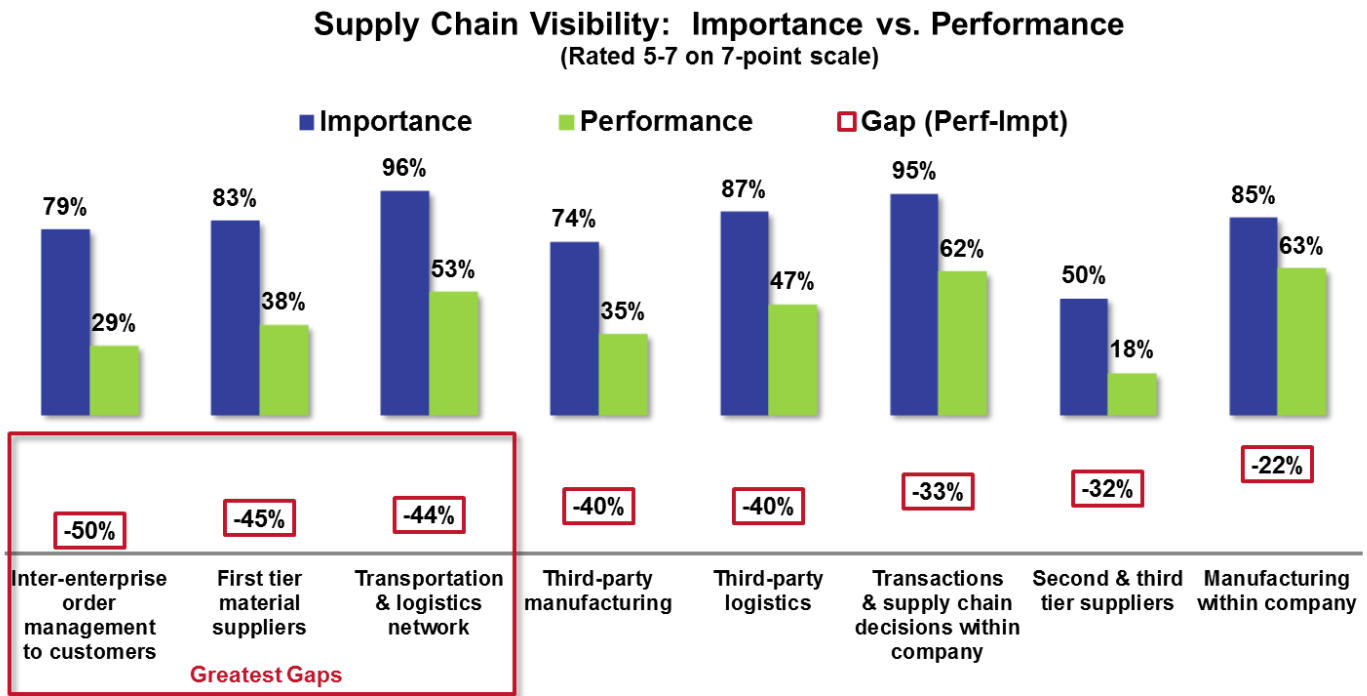 Supply Chain Visibility: Importance vs. Performance
(Rated 5-7 on 7-point scale)
Importance
Performance
Gap (Perf-Impt)
79%
29%
83%
38%
96%
53%
74%
35%
87%
47%
95%
62%
50%
18%
85%
63%
-50%
-45%
-44%
-40%
-40%
-33%
-32%
-22%
Inter-enterprise
order
management
to customers
First tier
material
suppliers
Transportation
& logistics
network
Third-party
manufacturing
Third-party
logistics
Transactions
& supply chain
decisions within
company
Second & third
tier suppliers
Manufacturing
within company
Greatest Gaps